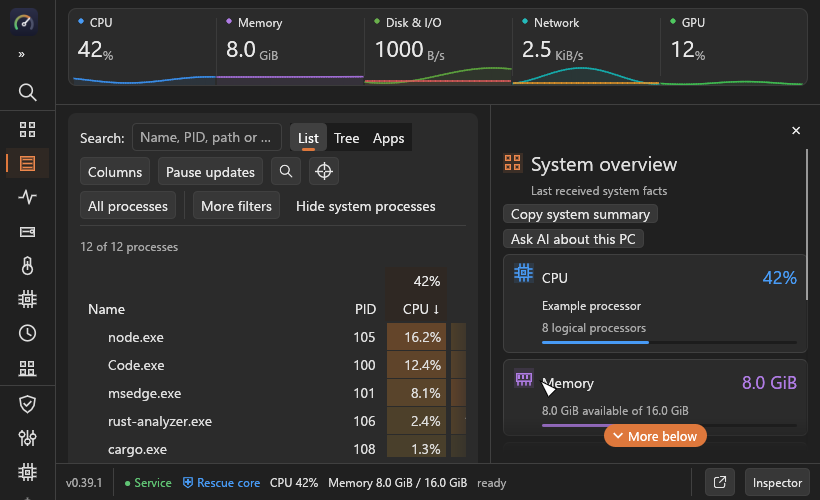 CPU
42%
Memory
8.0 GiB
Disk & I/O
1000 B/s
Network
2.5 KiB/s
GPU
12%
»
Search: Name, PID, path or ... List Tree Apps
Columns Pause updates
All processes More filters Hide system processes
12 of 12 processes
42%
Name PID CPU ↓
node.exe 105 16.2%
Code.exe 100 12.4%
msedge.exe 101 8.1%
rust-analyzer.exe 106 2.4%
cargo.exe 108 1.3%
×
System overview
Last received system facts
Copy system summary
Ask AI about this PC
CPU 42%
Example processor
8 logical processors
Memory 8.0 GiB
8.0 GiB available of 16.0 GiB
More below
v0.39.1 Service Rescue core CPU 42% Memory 8.0 GiB / 16.0 GiB ready Inspector